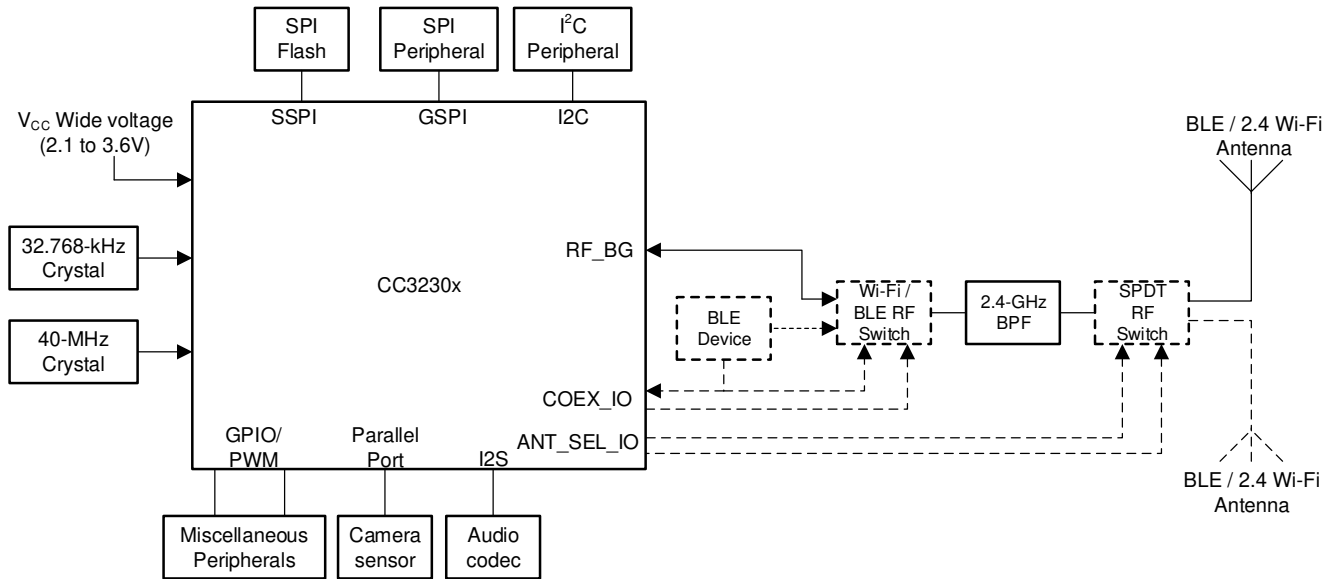 SPI
Flash
SPI
Peripheral
I²C
Peripheral
SSPI
GSPI
I2C
V_CC Wide voltage
(2.1 to 3.6V)
BLE / 2.4 Wi-Fi
Antenna
32.768-kHz
Crystal
RF_BG
CC3230x
Wi-Fi /
BLE RF
Switch
2.4-GHz
BPF
SPDT
RF
Switch
BLE
Device
40-MHz
Crystal
COEX_IO
ANT_SEL_IO
GPIO/
PWM
Parallel
Port
I2S
BLE / 2.4 Wi-Fi
Antenna
Miscellaneous
Peripherals
Camera
sensor
Audio
codec